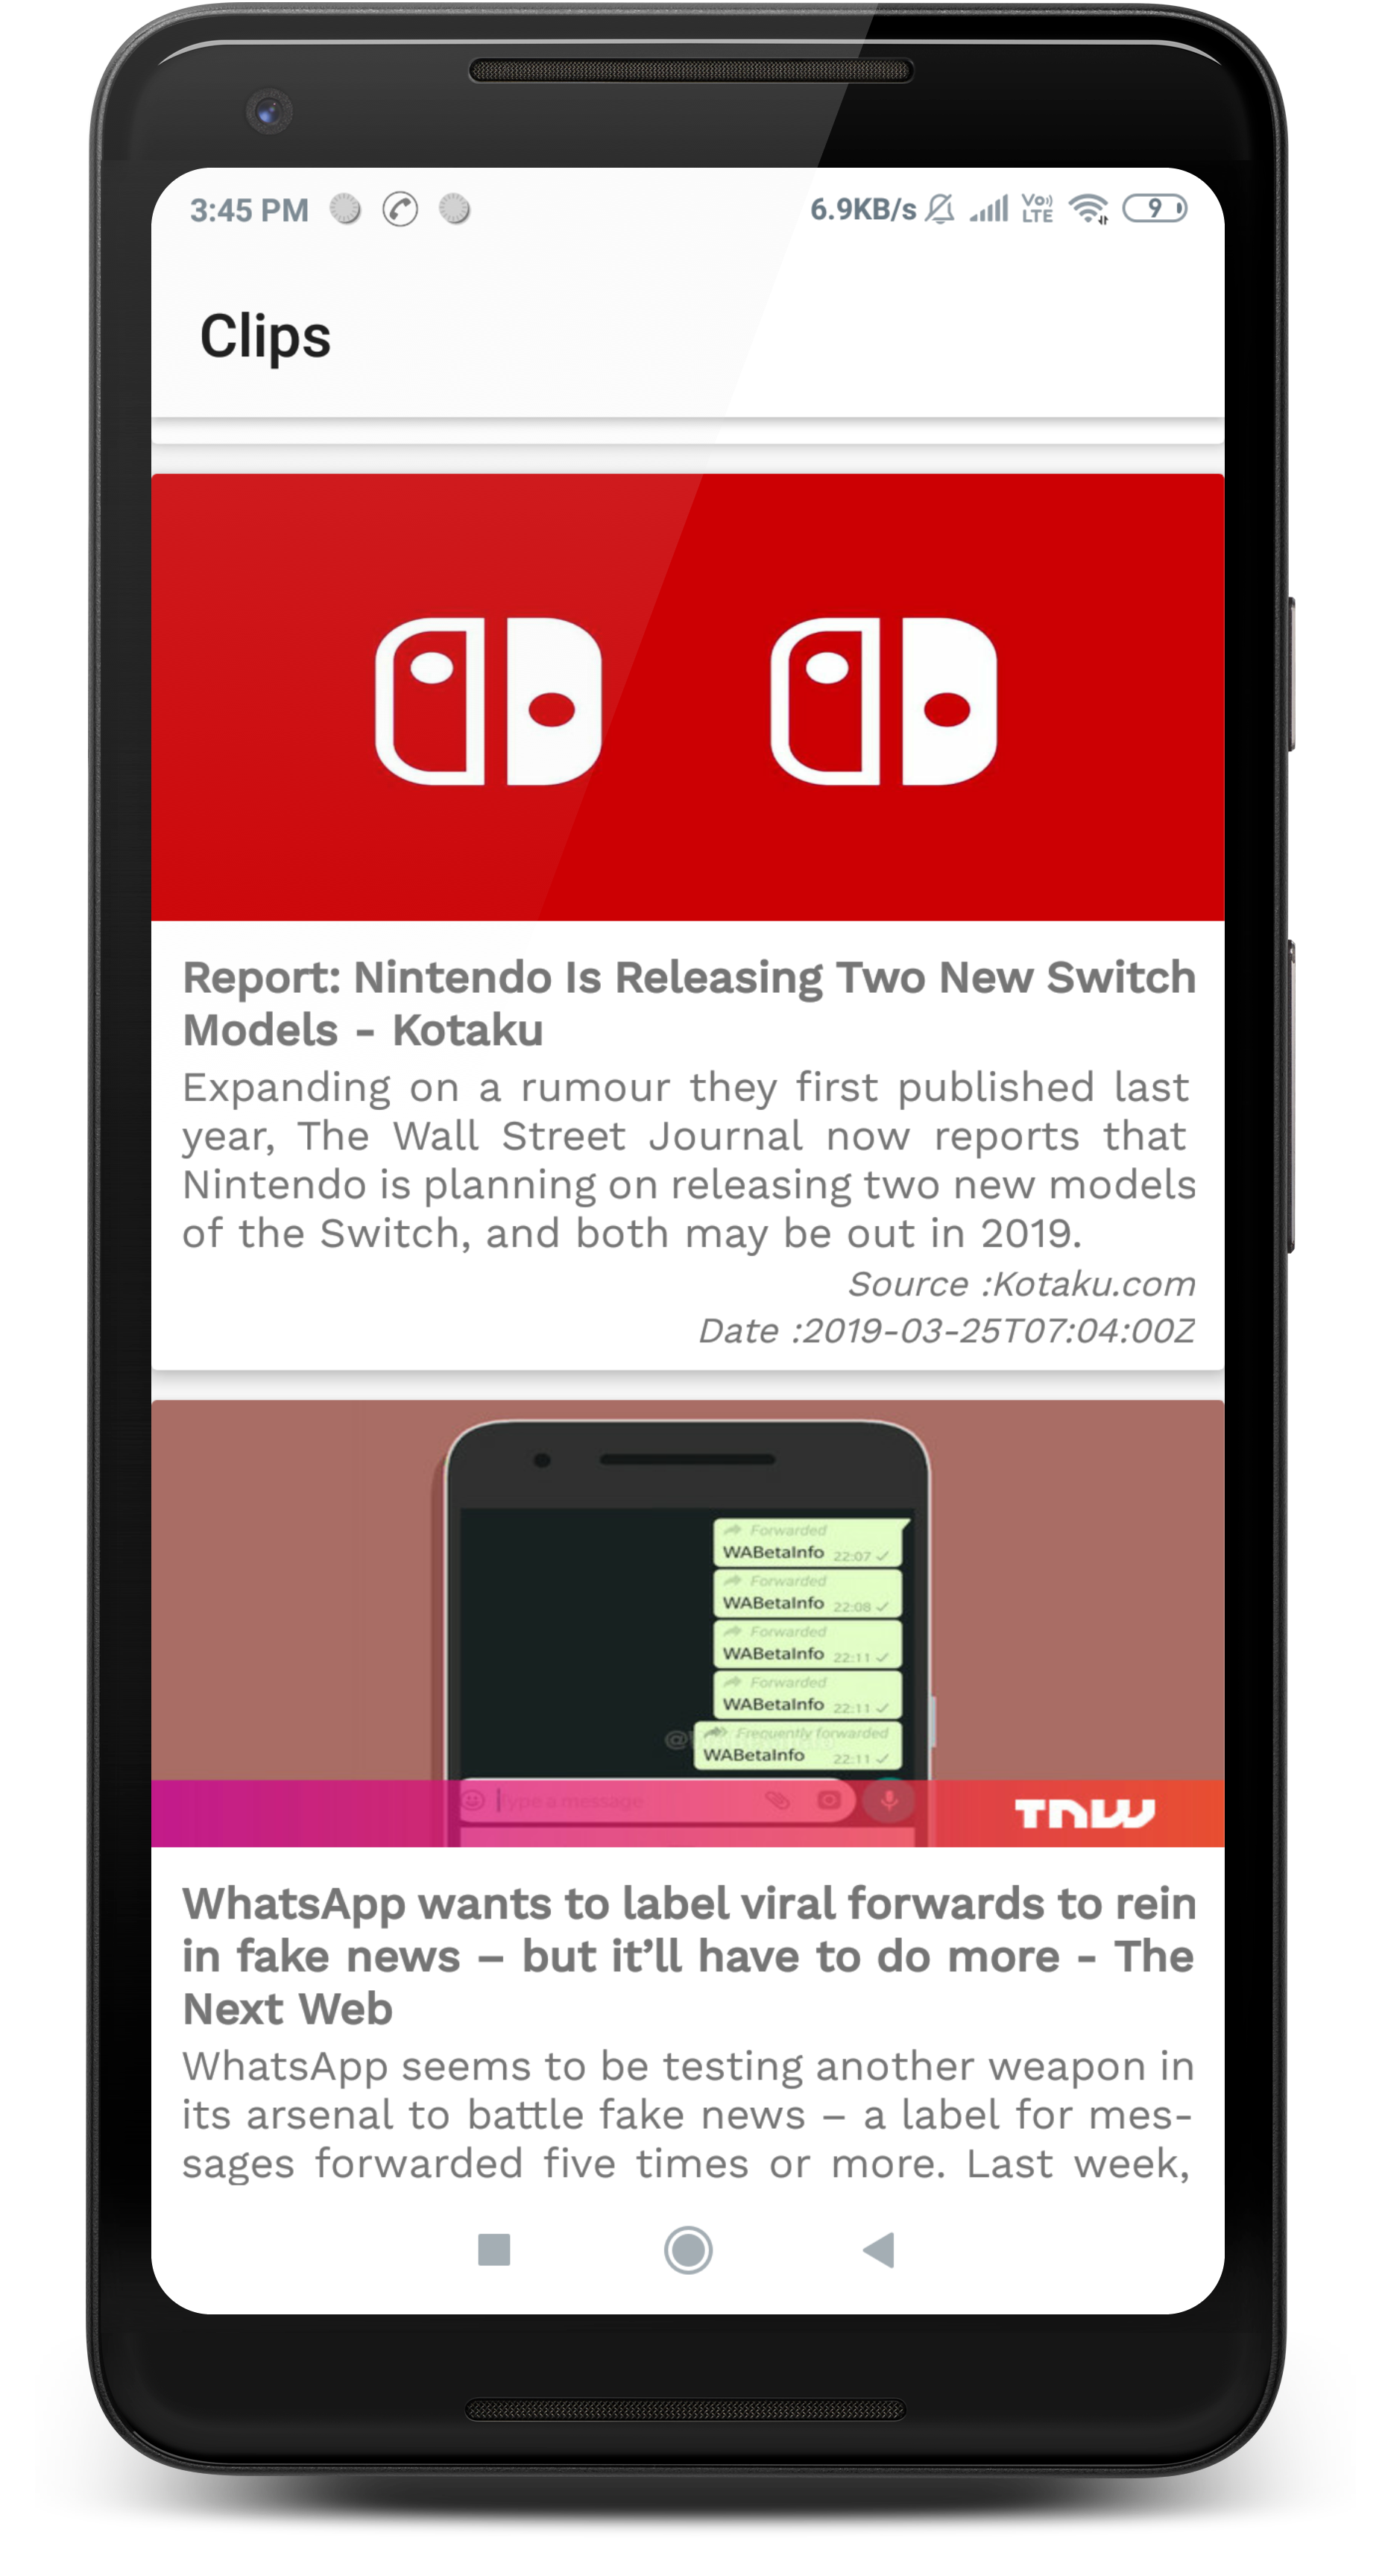 3:45 PM 6.9KB/s Vo)) LTE 9
Clips
Report: Nintendo Is Releasing Two New Switch
Models - Kotaku
Expanding on a rumour they first published last
year, The Wall Street Journal now reports that
Nintendo is planning on releasing two new models
of the Switch, and both may be out in 2019.
Source :Kotaku.com
Date :2019-03-25T07:04:00Z
Forwarded
WABetaInfo 22:07
Forwarded
WABetaInfo 22:08
Forwarded
WABetaInfo 22:11
Forwarded
WABetaInfo 22:11
Frequently forwarded
WABetaInfo 22:11
Type a message
TNW
WhatsApp wants to label viral forwards to rein
in fake news – but it’ll have to do more - The
Next Web
WhatsApp seems to be testing another weapon in
its arsenal to battle fake news – a label for mes-
sages forwarded five times or more. Last week,